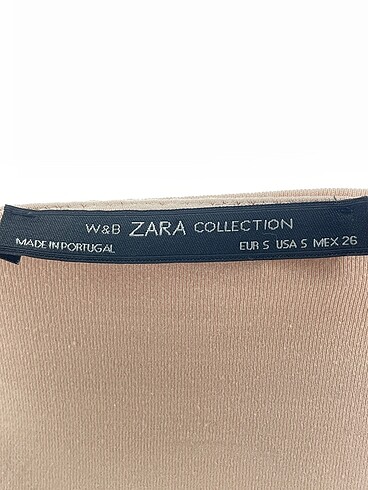 W&B ZARA COLLECTION
MADE IN PORTUGAL EUR S USA S MEX 26